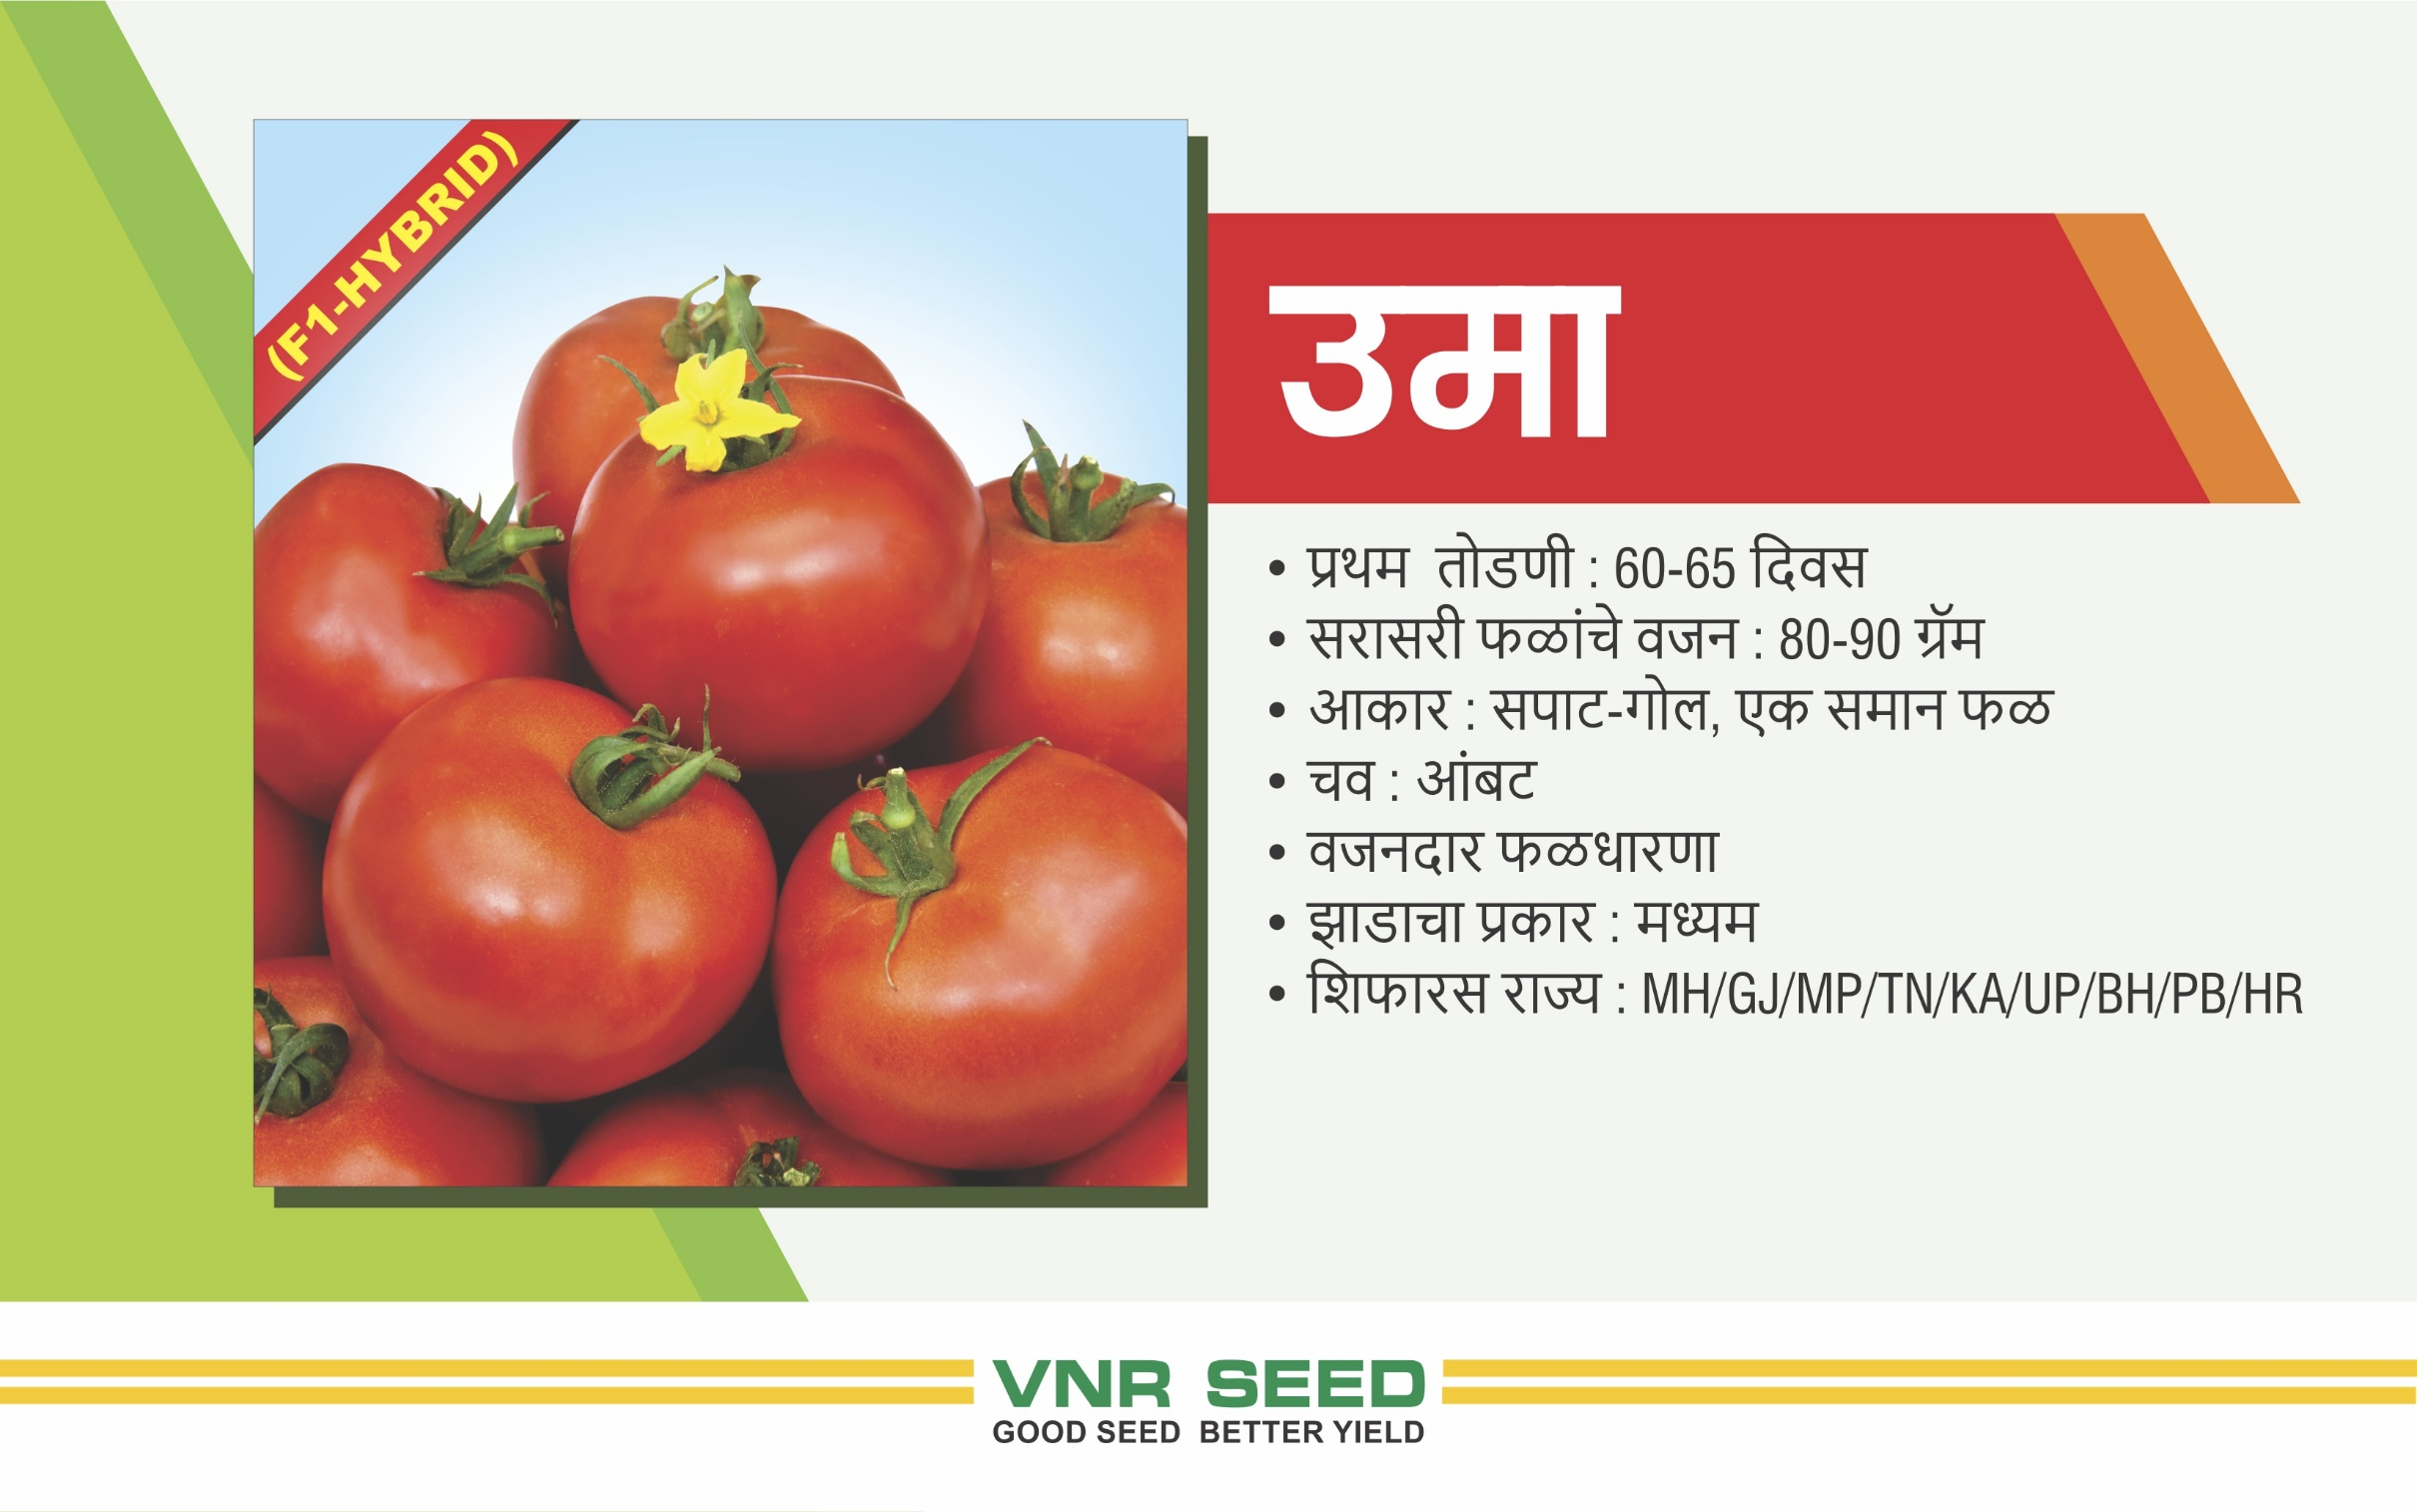 (F1-HYBRID)
उमा
• प्रथम तोडणी : 60-65 दिवस
• सरासरी फळांचे वजन : 80-90 ग्रॅम
• आकार : सपाट-गोल, एक समान फळ
• चव : आंबट
• वजनदार फळधारणा
• झाडाचा प्रकार : मध्यम
• शिफारस राज्य : MH/GJ/MP/TN/KA/UP/BH/PB/HR
VNR SEED
GOOD SEED BETTER YIELD